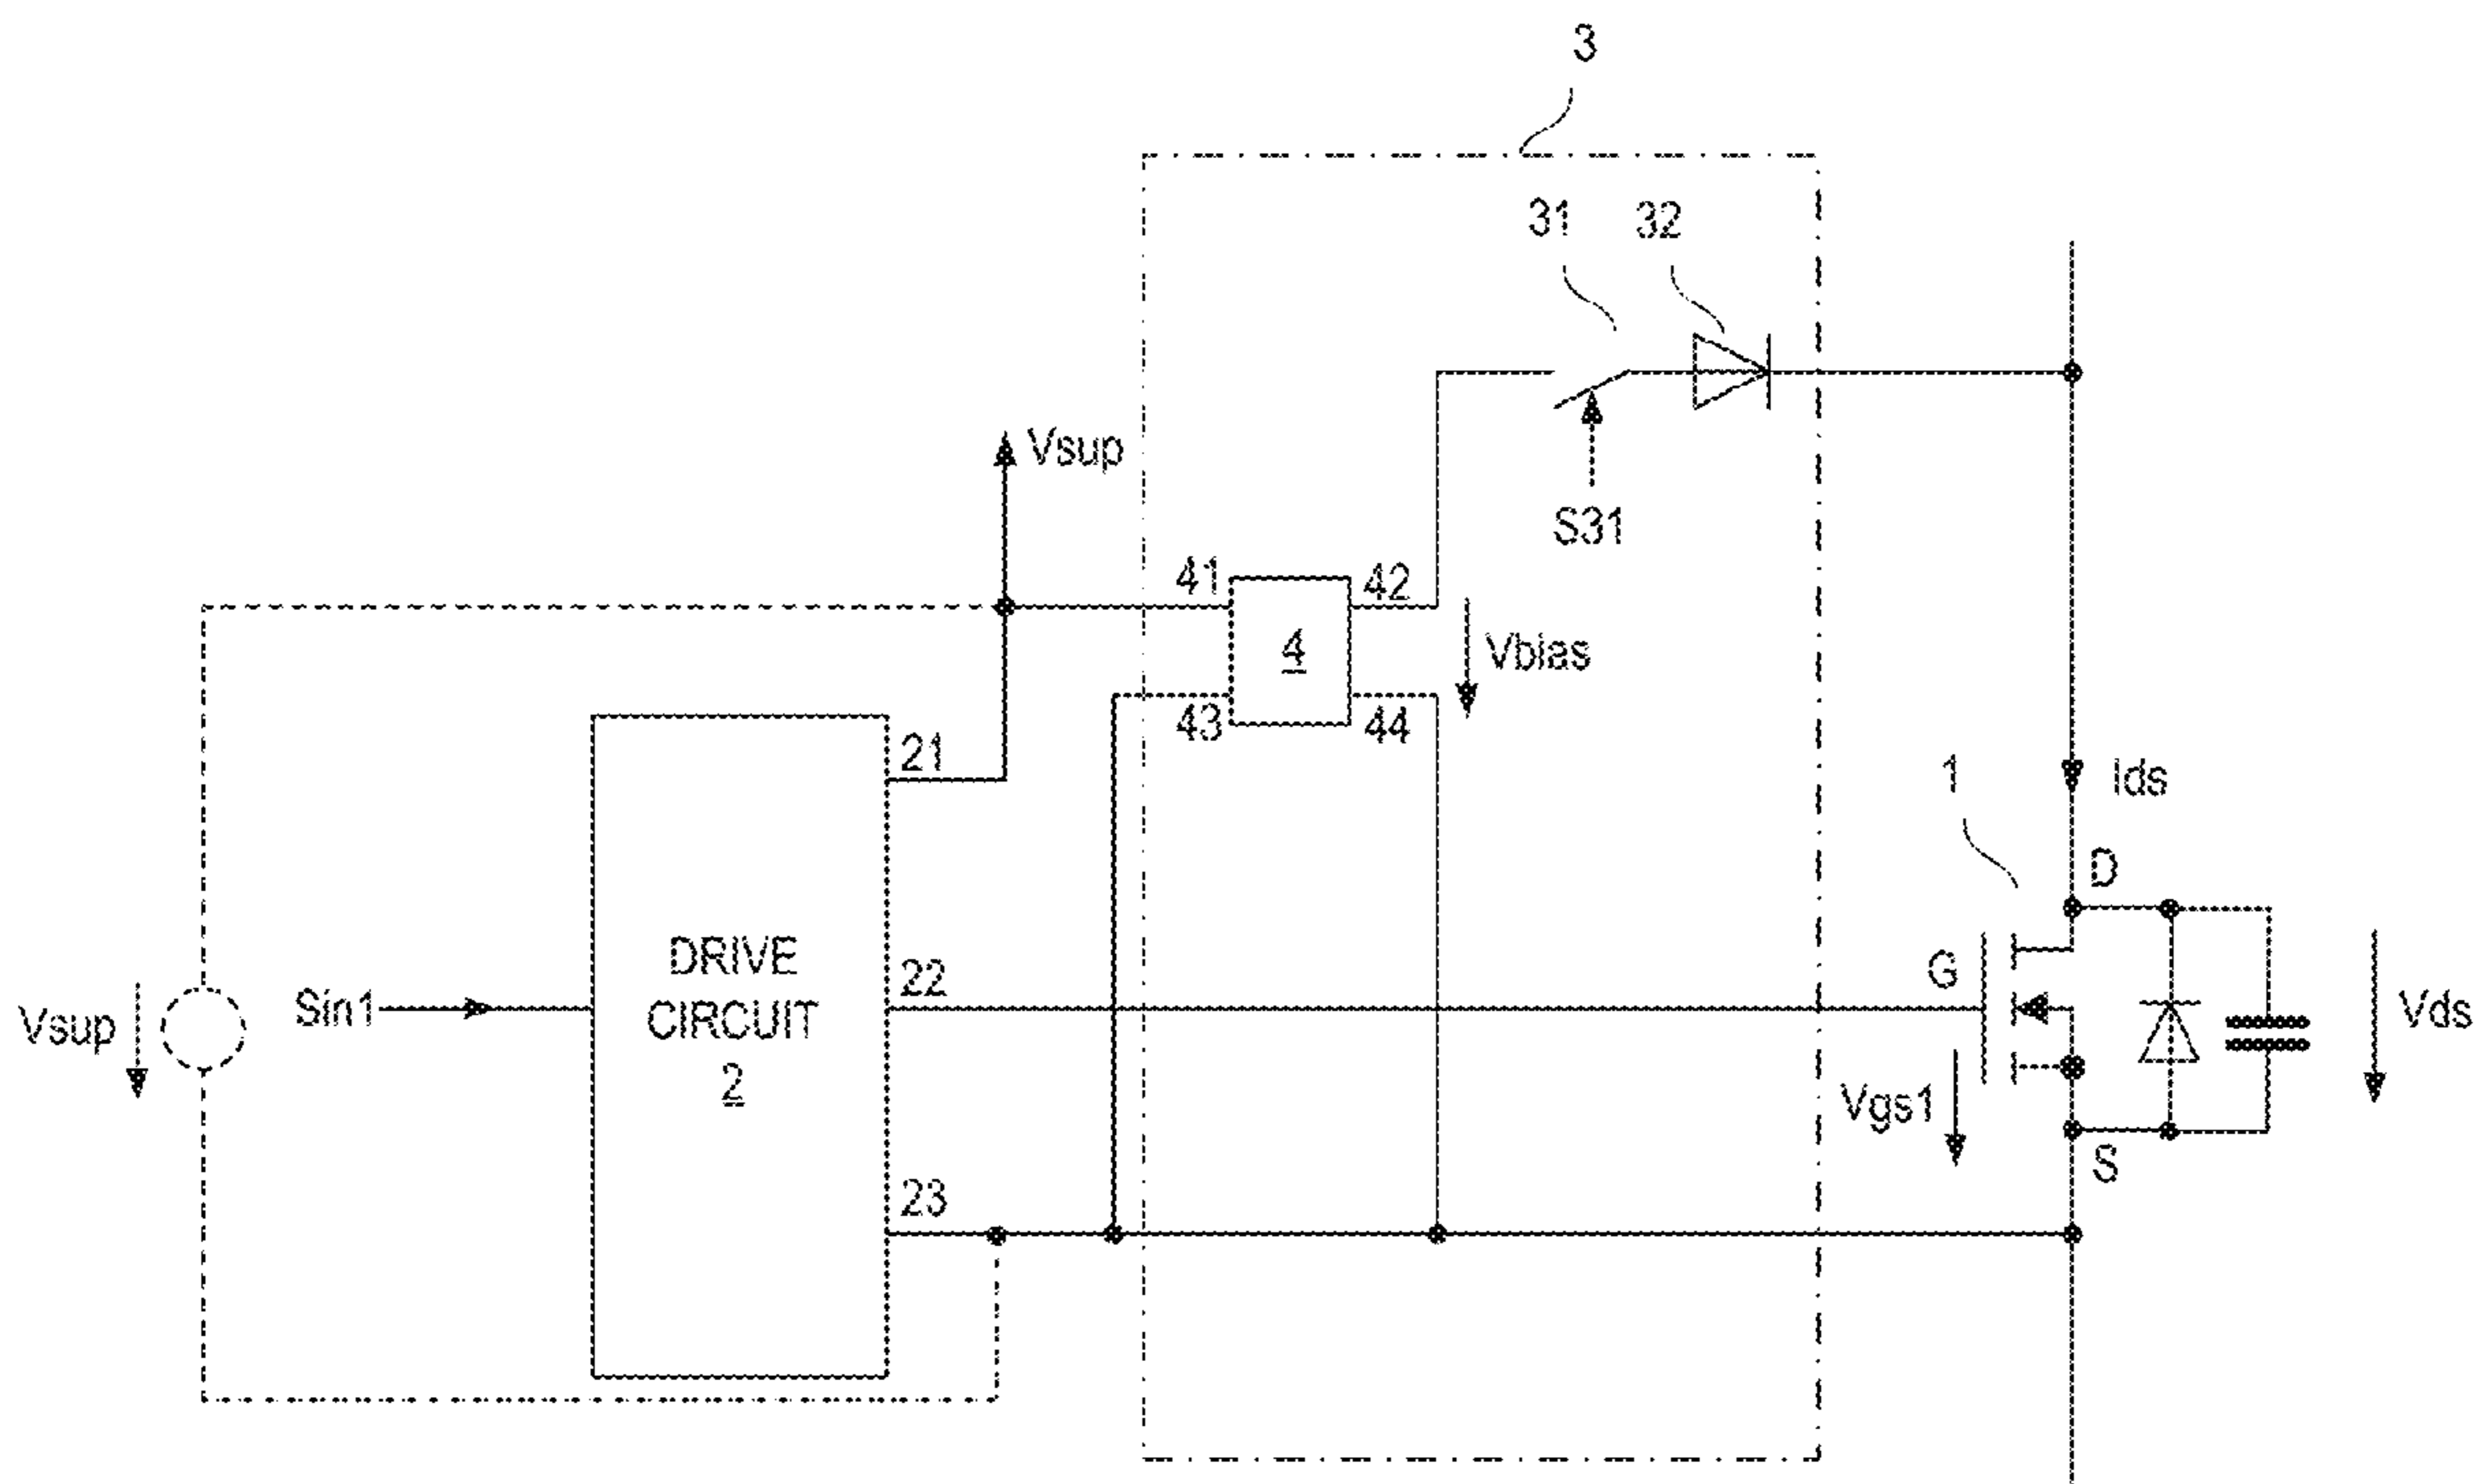 3
31 32
Vsup
S31
41 42
4
Vbias
43 44
21
1
Ids
D
DRIVE
CIRCUIT
2
22
G
Vsup
Sin1
Vds
Vgs1
S
23